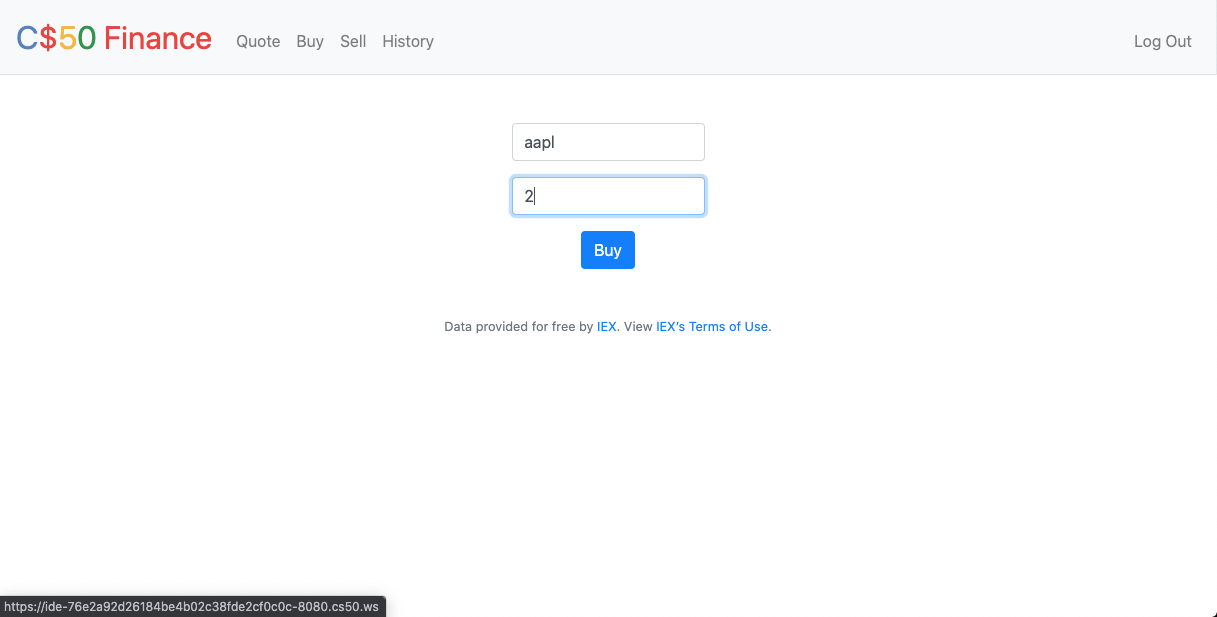 C$50 Finance Quote Buy Sell History Log Out
aapl
2
Buy
Data provided for free by IEX. View IEX’s Terms of Use.
https://ide-76e2a92d26184be4b02c38fde2cf0c0c-8080.cs50.ws